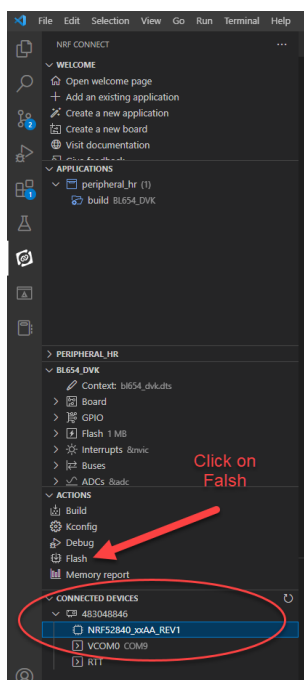 File Edit Selection View Go Run Terminal Help
NRF CONNECT ...
WELCOME
Open welcome page
Add an existing application
Create a new application
Create a new board
Visit documentation
Give feedback
APPLICATIONS
peripheral_hr (1)
build BL654_DVK
PERIPHERAL_HR
BL654_DVK
Context: bl654_dvk.dts
Board
GPIO
Flash 1 MB
Interrupts &nvic
Buses
ADCs &adc
Click on
Falsh
ACTIONS
Build
Kconfig
Debug
Flash
Memory report
CONNECTED DEVICES
483048846
NRF52840_xxAA_REV1
VCOM0 COM9
RTT
2
1